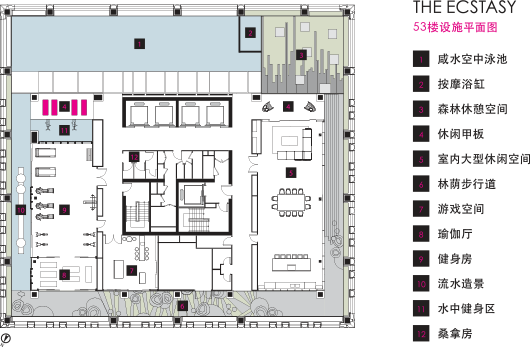 THE ECSTASY
53楼设施平面图
1 咸水空中泳池
2 按摩浴缸
3 森林休憩空间
4 休闲甲板
5 室内大型休闲空间
6 林荫步行道
7 游戏空间
8 瑜伽厅
9 健身房
10 流水造景
11 水中健身区
12 桑拿房
1
2
3
4
4
11
12
5
10
9
8
7
6